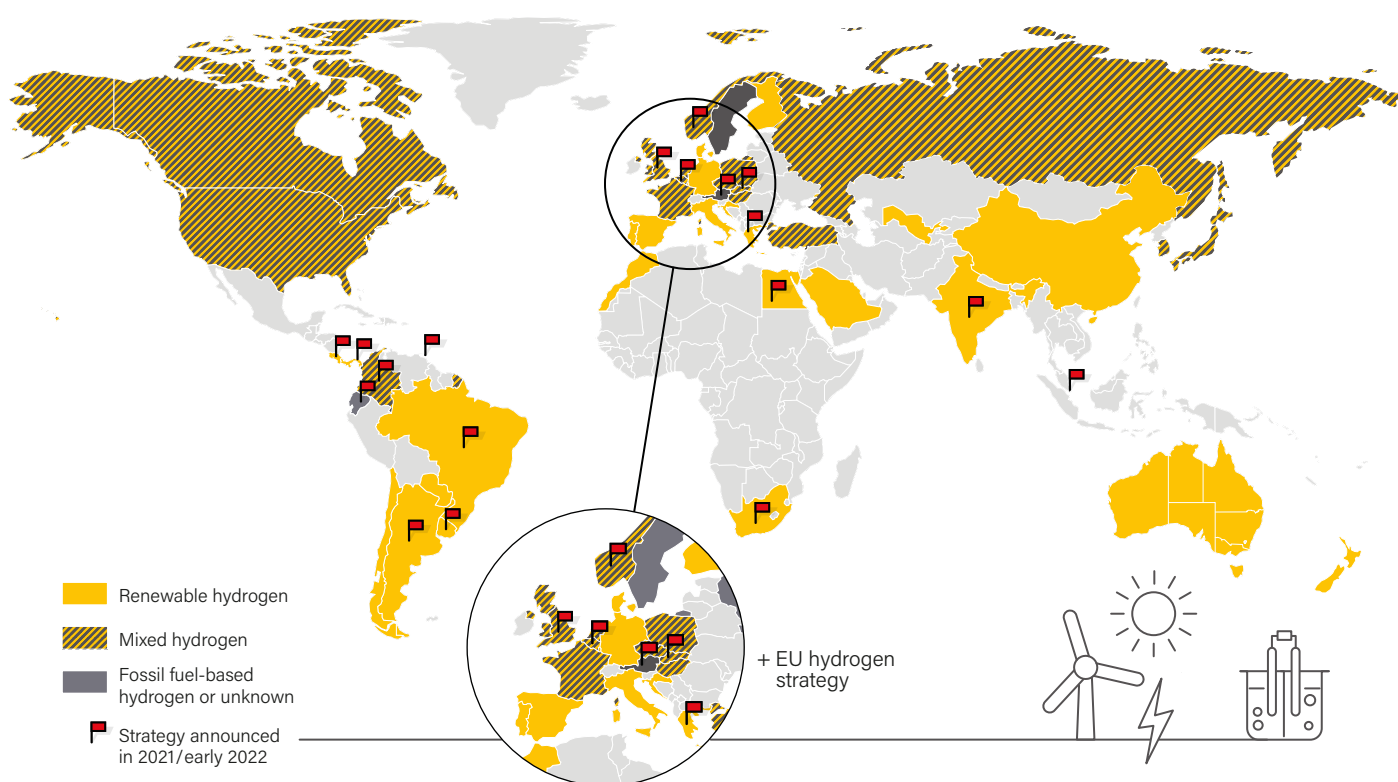 Renewable hydrogen
Mixed hydrogen
Fossil fuel-based
hydrogen or unknown
Strategy announced
in 2021/early 2022
+ EU hydrogen
strategy